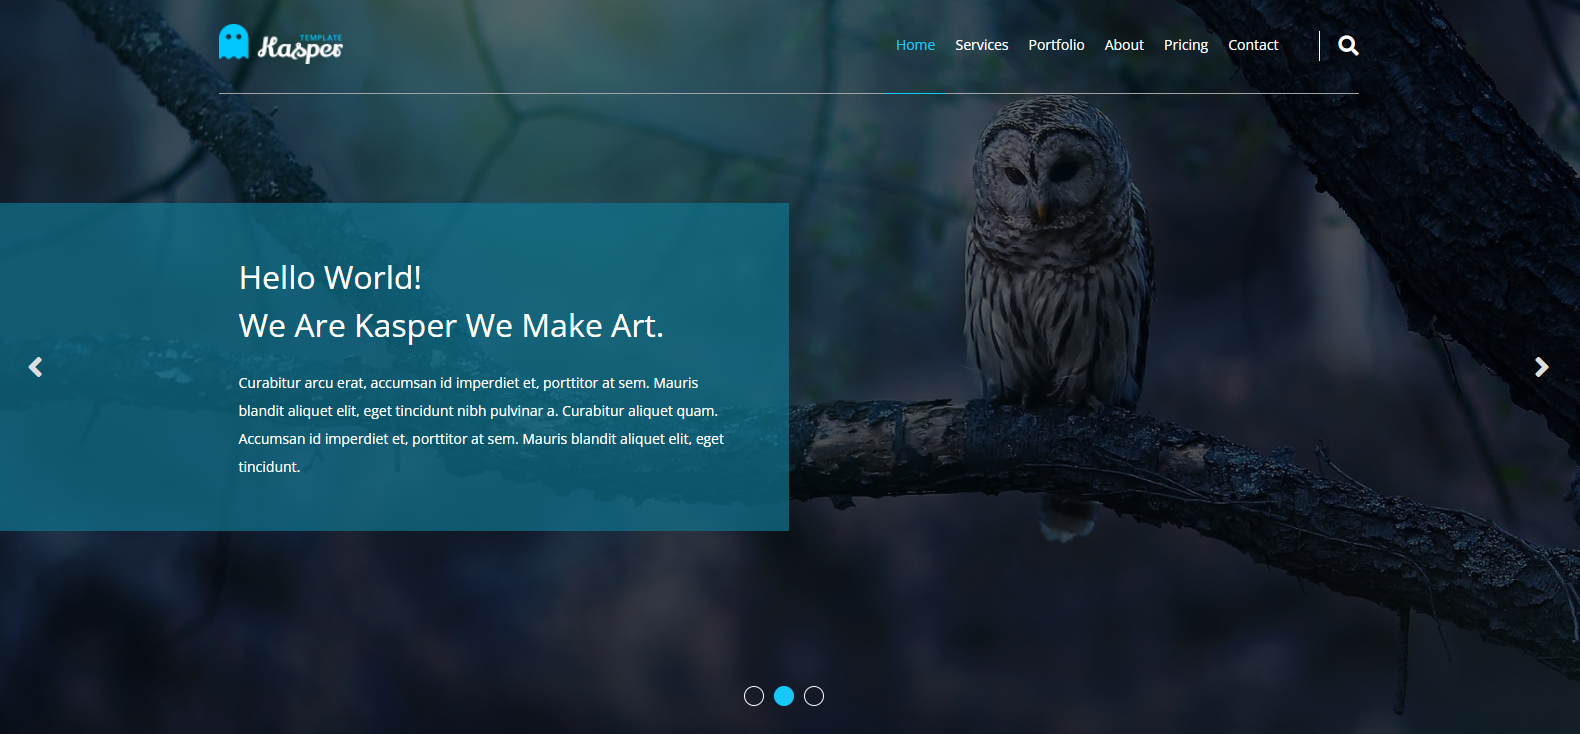 TEMPLATE
Kasper
Home Services Portfolio About Pricing Contact
Hello World!
We Are Kasper We Make Art.
Curabitur arcu erat, accumsan id imperdiet et, porttitor at sem. Mauris
blandit aliquet elit, eget tincidunt nibh pulvinar a. Curabitur aliquet quam.
Accumsan id imperdiet et, porttitor at sem. Mauris blandit aliquet elit, eget
tincidunt.